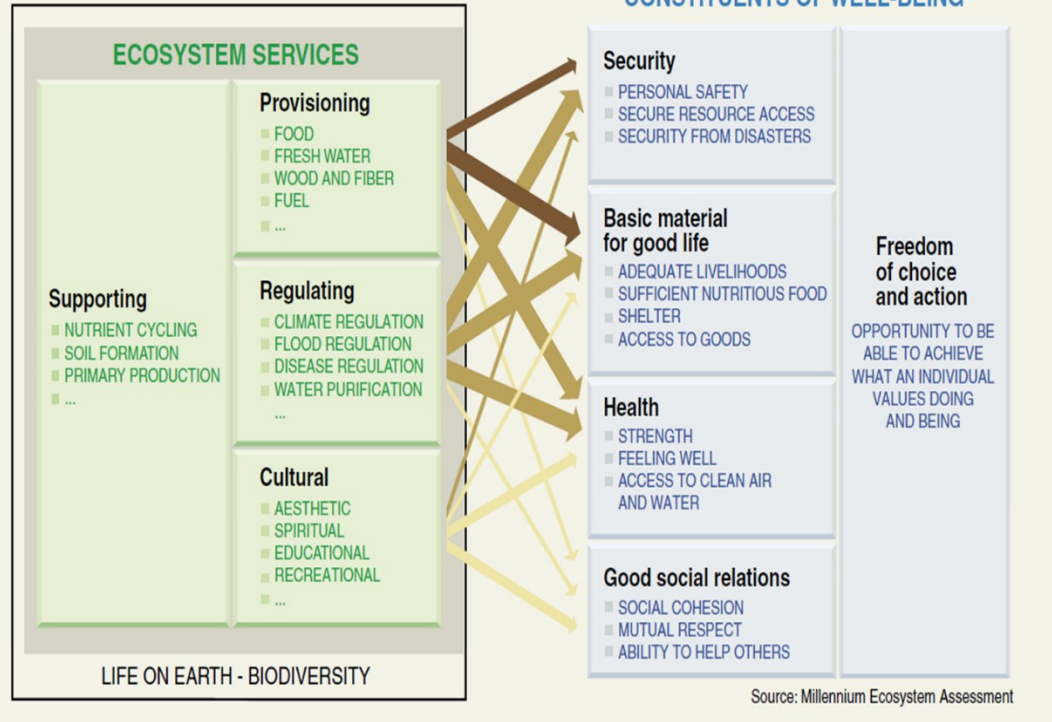 CONSTITUENTS OF WELL-BEING
ECOSYSTEM SERVICES
Supporting
NUTRIENT CYCLING
SOIL FORMATION
PRIMARY PRODUCTION
...
Provisioning
FOOD
FRESH WATER
WOOD AND FIBER
FUEL
...
Regulating
CLIMATE REGULATION
FLOOD REGULATION
DISEASE REGULATION
WATER PURIFICATION
...
Cultural
AESTHETIC
SPIRITUAL
EDUCATIONAL
RECREATIONAL
...
LIFE ON EARTH - BIODIVERSITY
Security
PERSONAL SAFETY
SECURE RESOURCE ACCESS
SECURITY FROM DISASTERS
Basic material
for good life
ADEQUATE LIVELIHOODS
SUFFICIENT NUTRITIOUS FOOD
SHELTER
ACCESS TO GOODS
Health
STRENGTH
FEELING WELL
ACCESS TO CLEAN AIR
AND WATER
Good social relations
SOCIAL COHESION
MUTUAL RESPECT
ABILITY TO HELP OTHERS
Freedom
of choice
and action
OPPORTUNITY TO BE
ABLE TO ACHIEVE
WHAT AN INDIVIDUAL
VALUES DOING
AND BEING
Source: Millennium Ecosystem Assessment